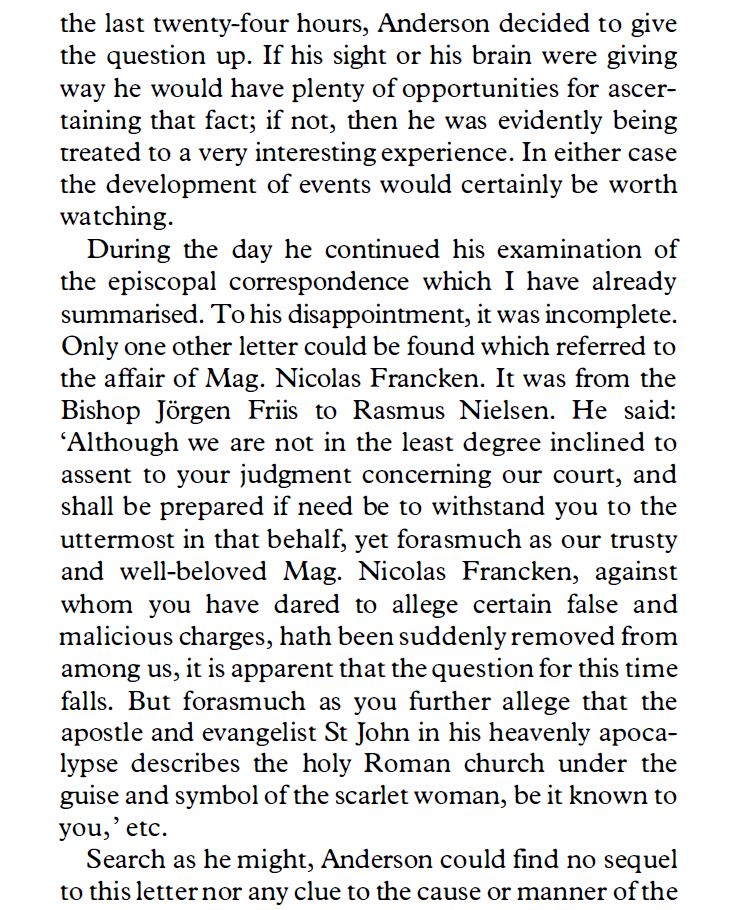 the last twenty-four hours, Anderson decided to give
the question up. If his sight or his brain were giving
way he would have plenty of opportunities for ascer-
taining that fact; if not, then he was evidently being
treated to a very interesting experience. In either case
the development of events would certainly be worth
watching.
During the day he continued his examination of
the episcopal correspondence which I have already
summarised. To his disappointment, it was incomplete.
Only one other letter could be found which referred to
the affair of Mag. Nicolas Francken. It was from the
Bishop Jörgen Friis to Rasmus Nielsen. He said:
‘Although we are not in the least degree inclined to
assent to your judgment concerning our court, and
shall be prepared if need be to withstand you to the
uttermost in that behalf, yet forasmuch as our trusty
and well-beloved Mag. Nicolas Francken, against
whom you have dared to allege certain false and
malicious charges, hath been suddenly removed from
among us, it is apparent that the question for this time
falls. But forasmuch as you further allege that the
apostle and evangelist St John in his heavenly apoca-
lypse describes the holy Roman church under the
guise and symbol of the scarlet woman, be it known to
you,’ etc.
Search as he might, Anderson could find no sequel
to this letter nor any clue to the cause or manner of the